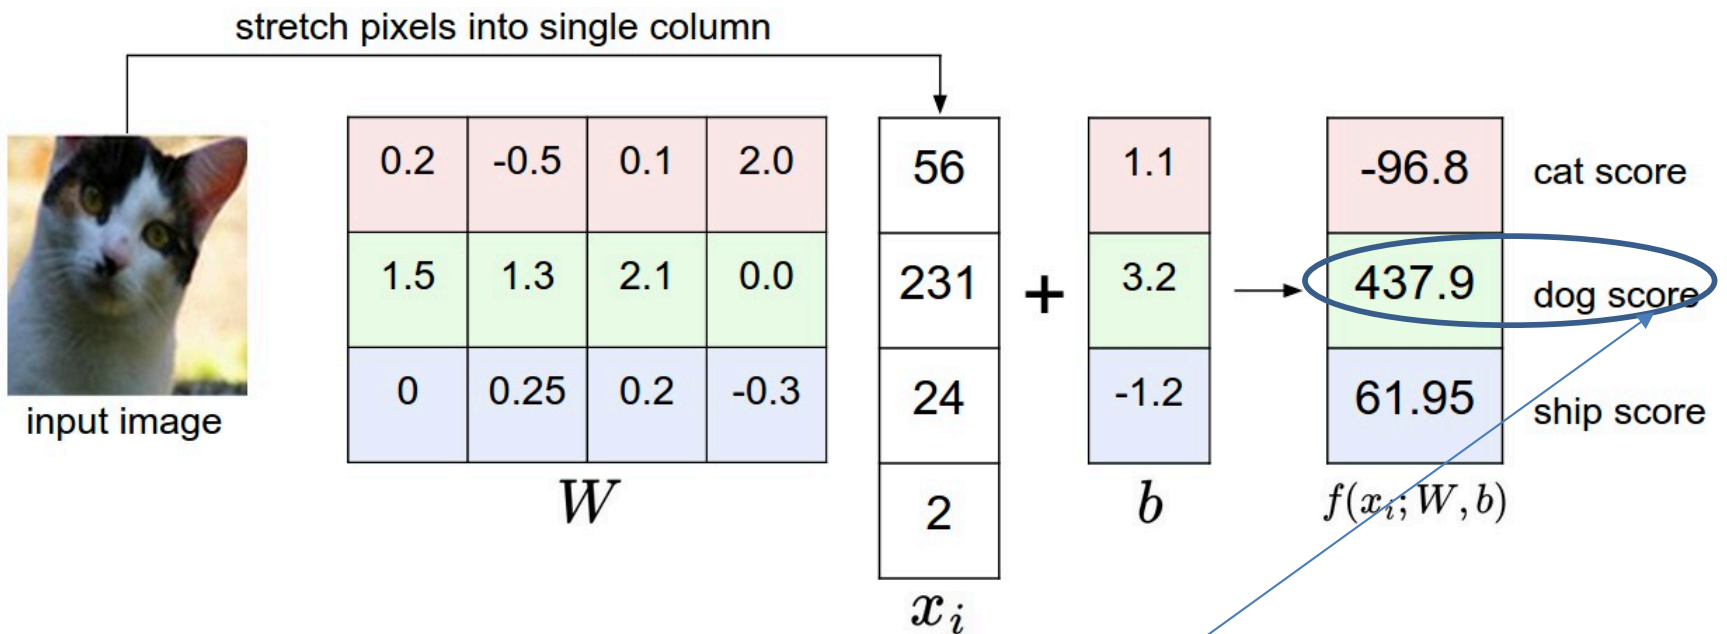 stretch pixels into single column
0.2 -0.5 0.1 2.0
1.5 1.3 2.1 0.0
0 0.25 0.2 -0.3
W
56
231
24
2
x_i
+
1.1
3.2
-1.2
b
-96.8 cat score
437.9 dog score
61.95 ship score
f(x_i; W, b)
input image